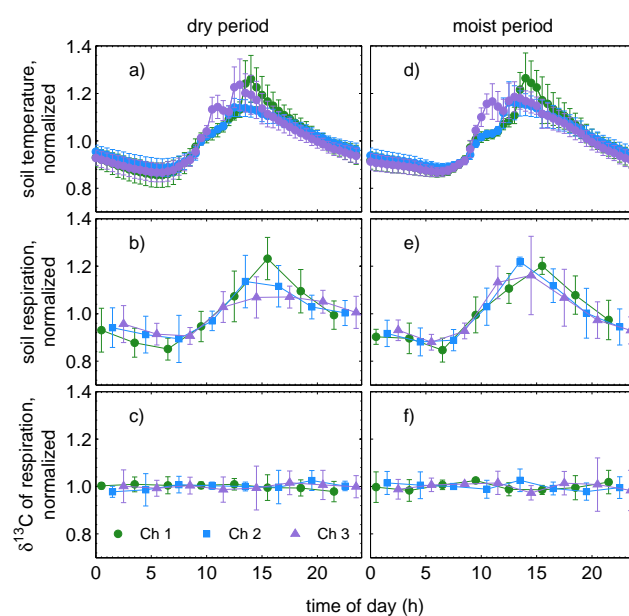 dry period
moist period
soil temperature,
normalized
1.4
1.2
1.0
0.8
a)
d)
soil respiration,
normalized
1.4
1.2
1.0
0.8
b)
e)
δ¹³C of respiration,
normalized
1.4
1.2
1.0
0.8
c)
f)
Ch 1 Ch 2 Ch 3
0 5 10 15 20 0 5 10 15 20
time of day (h)
time of day (h)